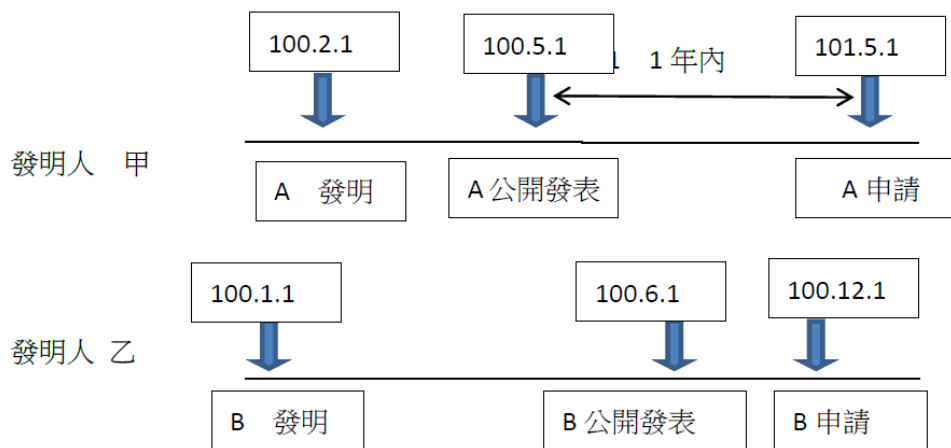 100.2.1
100.5.1
1 1 年內
101.5.1
發明人 甲
A 發明
A 公開發表
A 申請
100.1.1
100.6.1
100.12.1
發明人 乙
B 發明
B 公開發表
B 申請